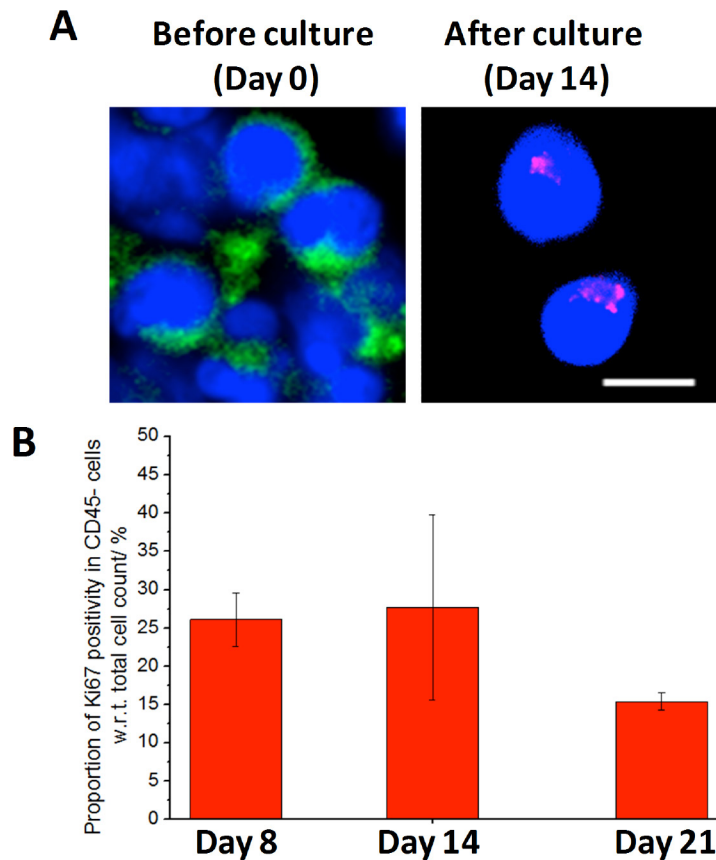 A
Before culture
(Day 0)
After culture
(Day 14)
B
Proportion of Ki67 positivity in CD45- cells
w.r.t. total cell count/ %
50
45
40
35
30
25
20
15
10
5
0
Day 8
Day 14
Day 21